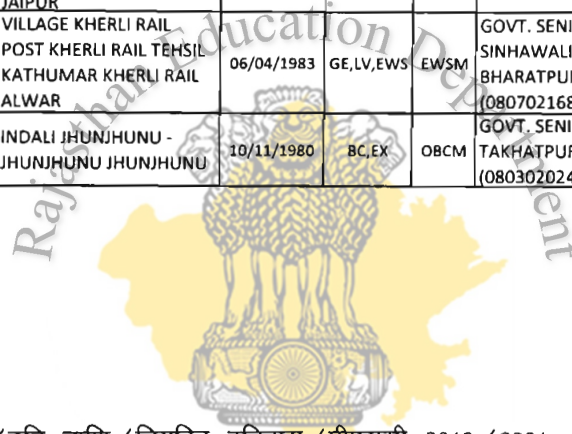 JAIPUR
VILLAGE KHERLI RAIL
POST KHERLI RAIL TEHSIL
KATHUMAR KHERLI RAIL
ALWAR
06/04/1983
GE,LV,EWS
EWSM
GOVT. SENI
SINHAWALI
BHARATPUR
(080702168
INDALI JHUNJHUNU -
JHUNJHUNU JHUNJHUNU
10/11/1980
BC,EX
OBCM
GOVT. SENI
TAKHATPUR
(080302024
Rajasthan Education Department